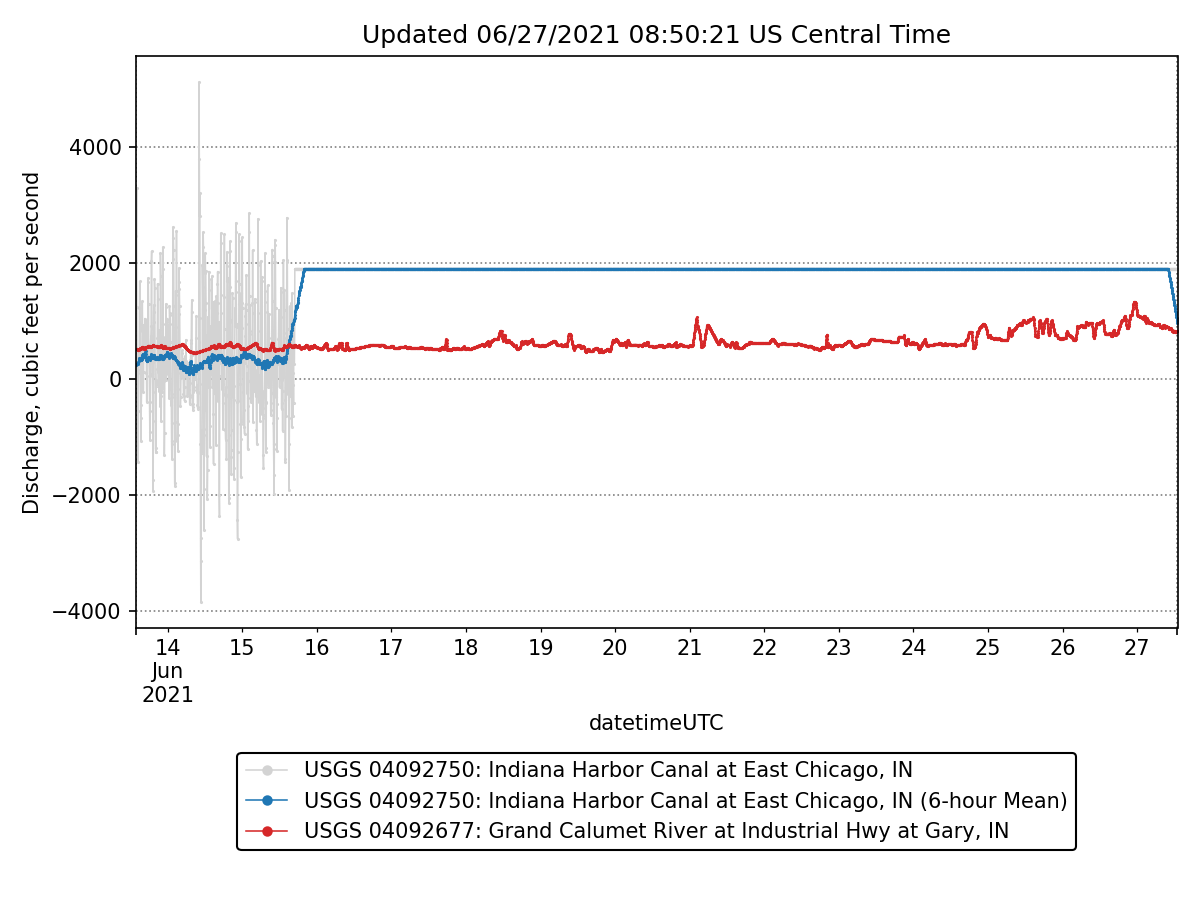 Updated 06/27/2021 08:50:21 US Central Time
Discharge, cubic feet per second
4000
2000
0
−2000
−4000
14 15 16 17 18 19 20 21 22 23 24 25 26 27
Jun
2021
datetimeUTC
USGS 04092750: Indiana Harbor Canal at East Chicago, IN
USGS 04092750: Indiana Harbor Canal at East Chicago, IN (6-hour Mean)
USGS 04092677: Grand Calumet River at Industrial Hwy at Gary, IN